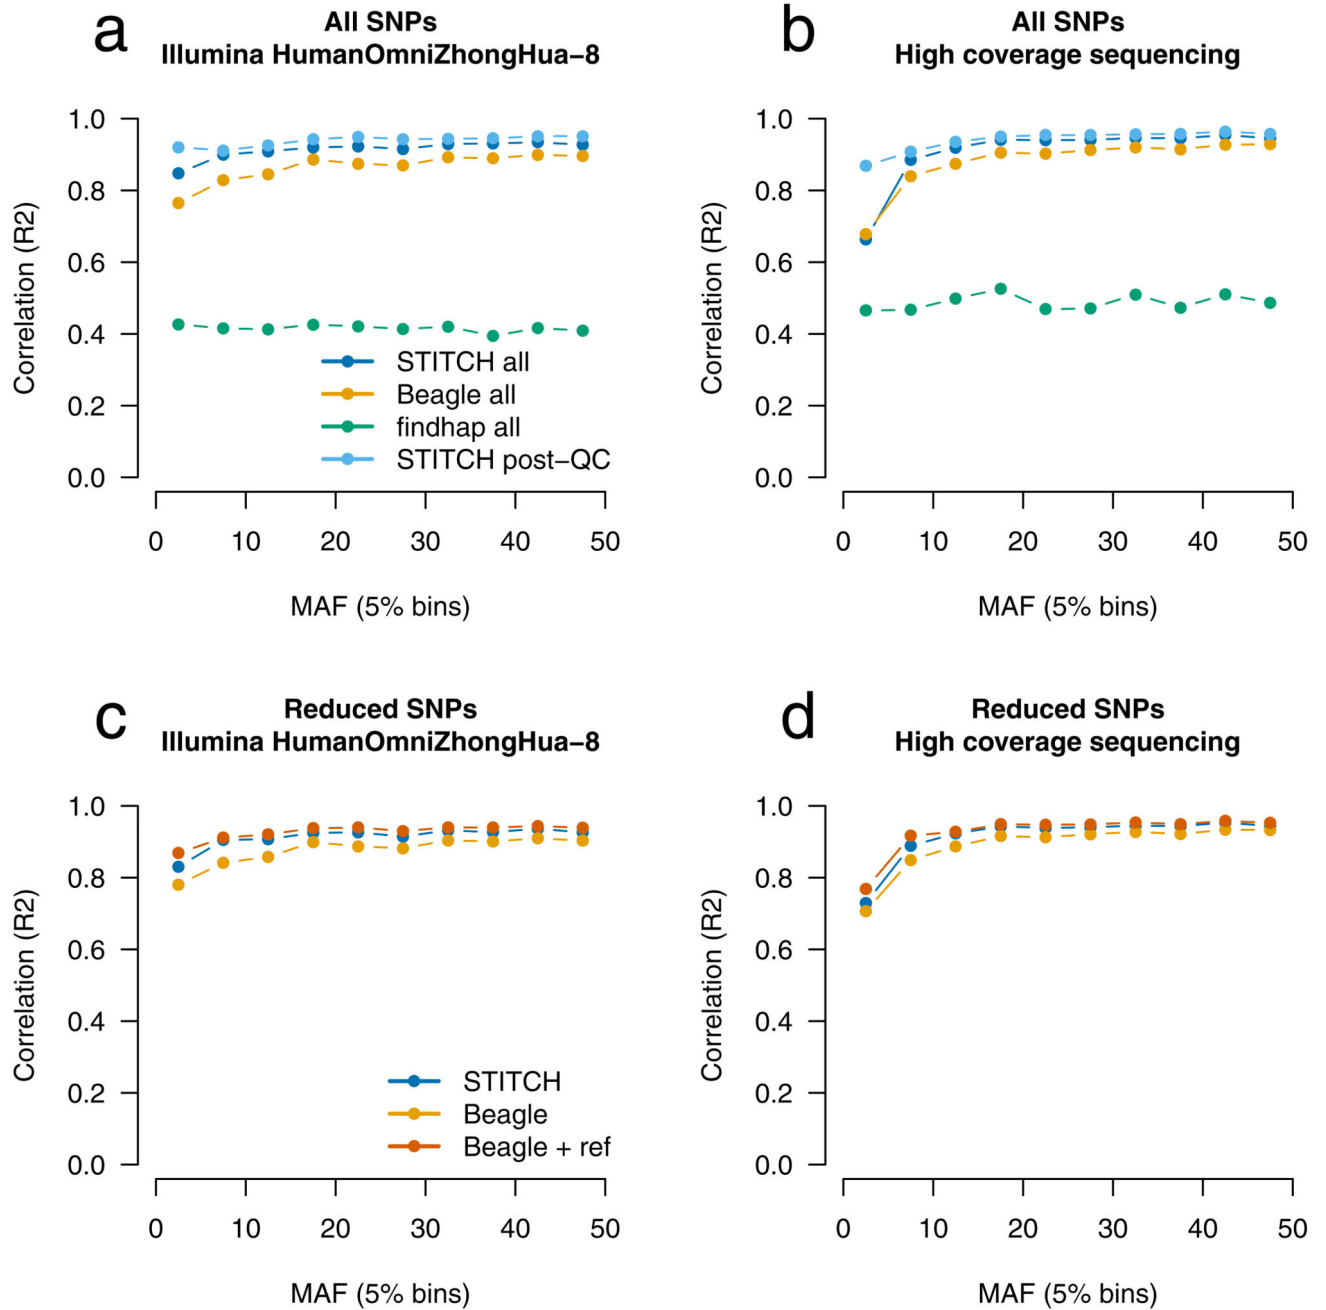 a
All SNPs
Illumina HumanOmniZhongHua−8
Correlation (R2)
1.0
0.8
0.6
0.4
0.2
0.0
STITCH all
Beagle all
findhap all
STITCH post−QC
0 10 20 30 40 50
MAF (5% bins)
b
All SNPs
High coverage sequencing
Correlation (R2)
1.0
0.8
0.6
0.4
0.2
0.0
0 10 20 30 40 50
MAF (5% bins)
c
Reduced SNPs
Illumina HumanOmniZhongHua−8
Correlation (R2)
1.0
0.8
0.6
0.4
0.2
0.0
STITCH
Beagle
Beagle + ref
0 10 20 30 40 50
MAF (5% bins)
d
Reduced SNPs
High coverage sequencing
Correlation (R2)
1.0
0.8
0.6
0.4
0.2
0.0
0 10 20 30 40 50
MAF (5% bins)